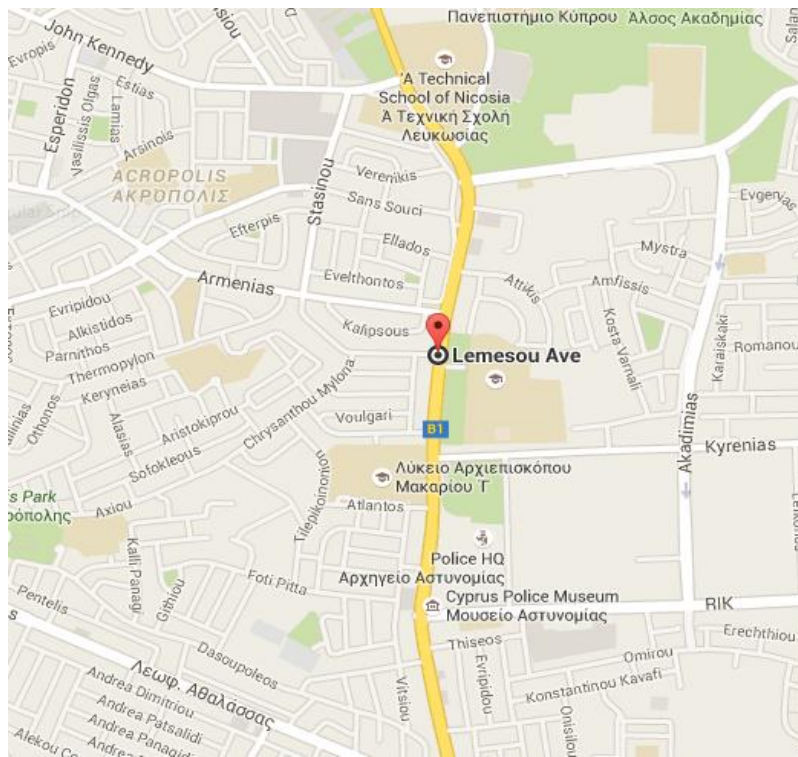 Πανεπιστήμιο Κύπρου
Άλσος Ακαδημίας
John Kennedy
Evropis
Estias
Esperidon
Vasilissis Olgas
Lamias
Arsinois
'A Technical
School of Nicosia
Ά Τεχνική Σχολή
Λευκωσίας
ACROPOLIS
ΑΚΡΟΠΟΛΙΣ
Stasinou
Verenikis
Sans Souci
Efterpis
Ellados
Evgenias
Mystra
Armenias
Evelthontos
Attikis
Amfissis
Evripidou
Alkistidos
Parnithos
Thermopylon
Keryneias
Kalipsous
Kosta Varnali
Karaiskaki
Romanou
Lemesou Ave
Othonos
Alasias
Aristokiprou
Chrysanthou Mylona
Voulgari
B1
Akadimias
Kyrenias
Sofokleous
Axiou
Tilepikoinonion
Λύκειο Αρχιεπισκόπου
Μακαρίου Ἱ
Atlantos
Park
Kalli Panagi
Githiou
Foti Pitta
Police HQ
Αρχηγείο Αστυνομίας
Cyprus Police Museum
Μουσείο Αστυνομίας
RIK
Pentelis
Dasoupoleos
Thiseos
Erechthiou
Omirou
Evripidou
Konstantinou Kavafi
Onisilou
Vitsiou
Λεωφ. Αθαλάσσας
Andrea Dimitriou
Andrea Patsalidi
Andrea Panagidi
Alekou